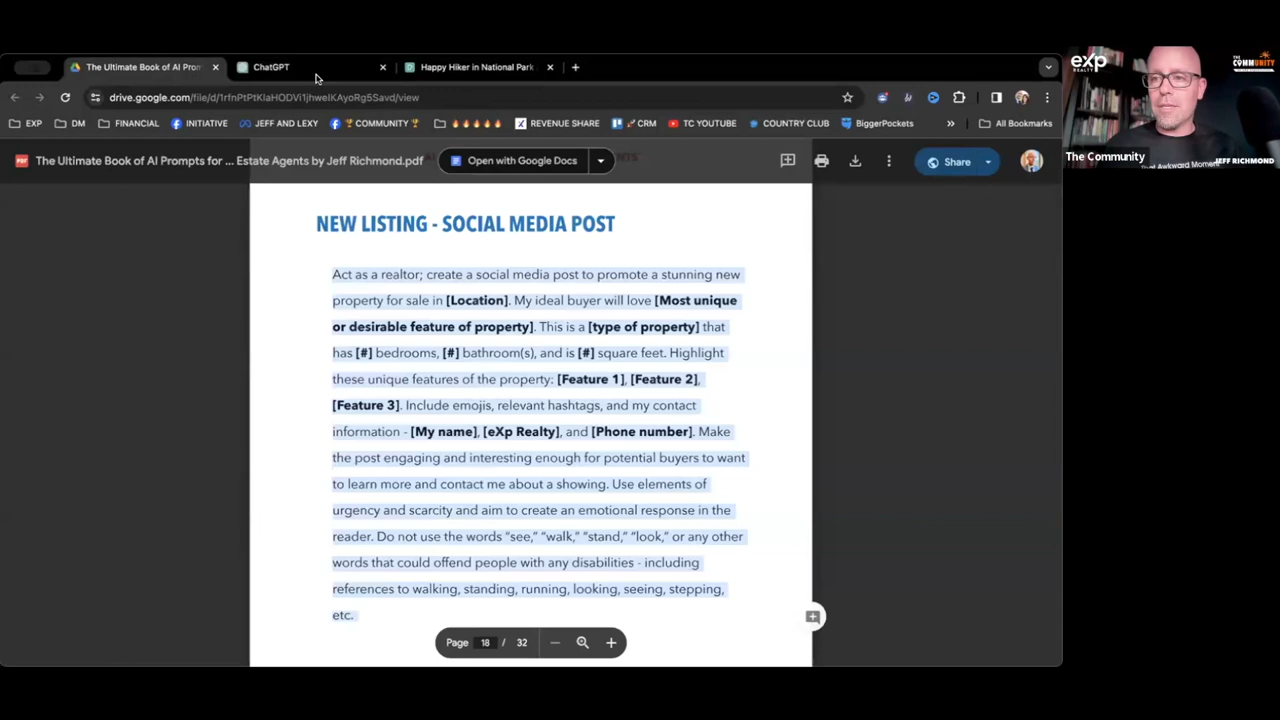 The Ultimate Book of AI Prom
ChatGPT
Happy Hiker in National Park
drive.google.com/file/d/1rfnPtPtKIaHODVi1jhweIKAyoRg5Savd/view
EXP
DM
FINANCIAL
INITIATIVE
JEFF AND LEXY
COMMUNITY
REVENUE SHARE
CRM
TC YOUTUBE
COUNTRY CLUB
BiggerPockets
»
All Bookmarks
PDF
The Ultimate Book of AI Prompts for ... Estate Agents by Jeff Richmond.pdf
Open with Google Docs
Share
NEW LISTING - SOCIAL MEDIA POST
Act as a realtor; create a social media post to promote a stunning new
property for sale in [Location]. My ideal buyer will love [Most unique
or desirable feature of property]. This is a [type of property] that
has [#] bedrooms, [#] bathroom(s), and is [#] square feet. Highlight
these unique features of the property: [Feature 1], [Feature 2],
[Feature 3]. Include emojis, relevant hashtags, and my contact
information - [My name], [eXp Realty], and [Phone number]. Make
the post engaging and interesting enough for potential buyers to want
to learn more and contact me about a showing. Use elements of
urgency and scarcity and aim to create an emotional response in the
reader. Do not use the words “see,” “walk,” “stand,” “look,” or any other
words that could offend people with any disabilities - including
references to walking, standing, running, looking, seeing, stepping,
etc.
Page 18 / 32
exp
REALTY
THE
COMMUNITY
The Community
JEFF RICHMOND
That Awkward Moment